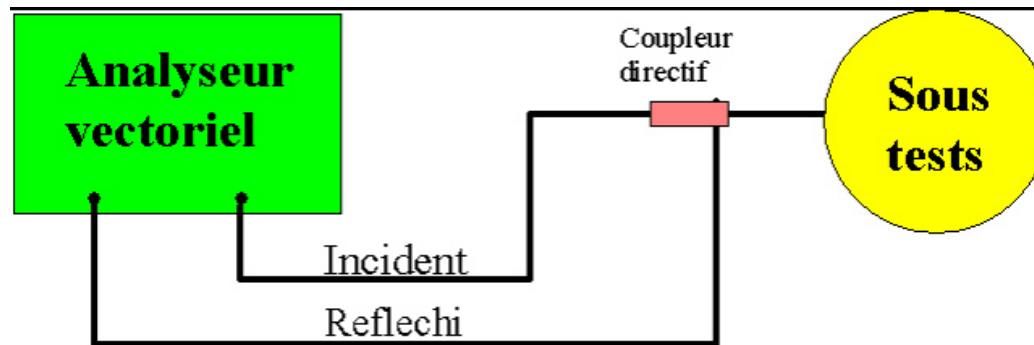 Analyseur
vectoriel
Coupleur
directif
Sous
tests
Incident
Reflechi